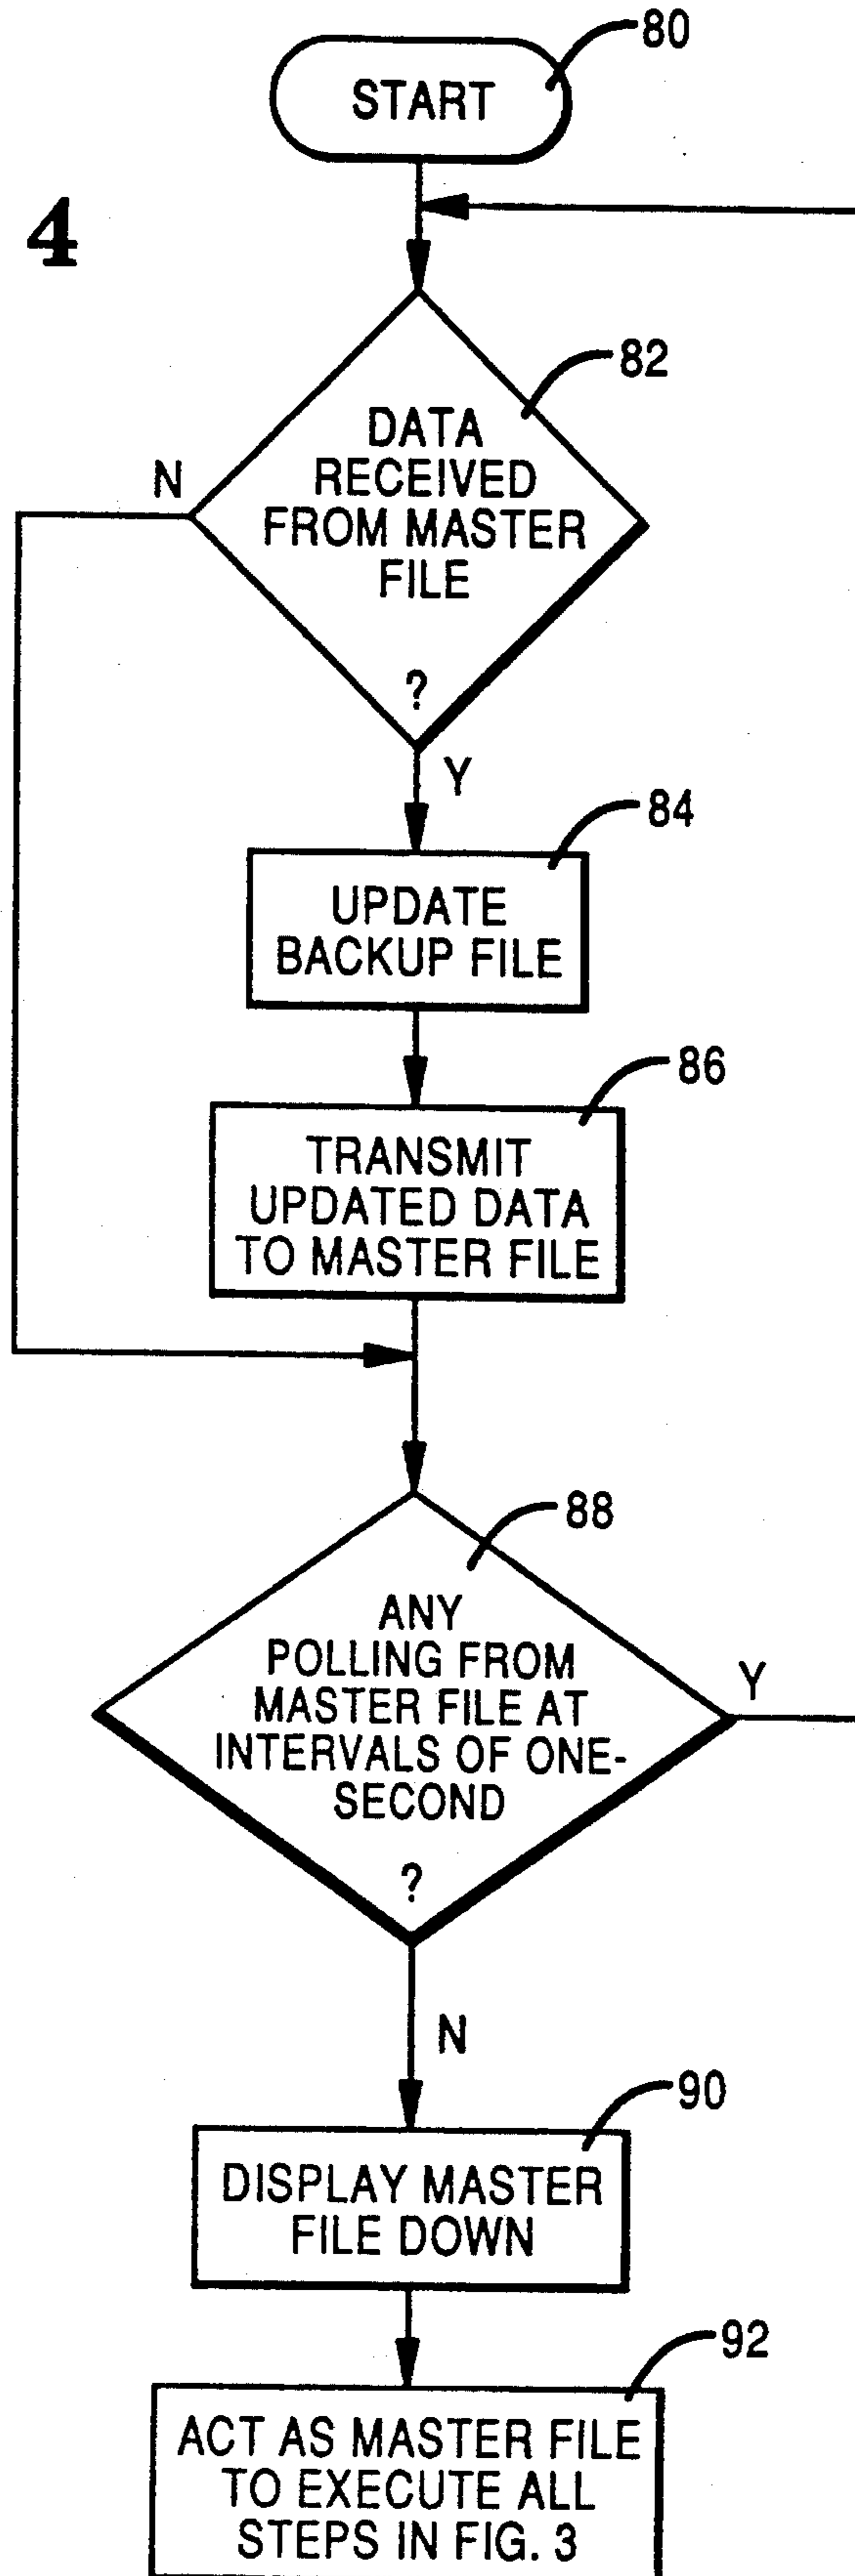 80
START
4
82
DATA
RECEIVED
FROM MASTER
FILE
?
N
Y
84
UPDATE
BACKUP FILE
86
TRANSMIT
UPDATED DATA
TO MASTER FILE
88
ANY
POLLING FROM
MASTER FILE AT
INTERVALS OF ONE-
SECOND
?
Y
N
90
DISPLAY MASTER
FILE DOWN
92
ACT AS MASTER FILE
TO EXECUTE ALL
STEPS IN FIG. 3